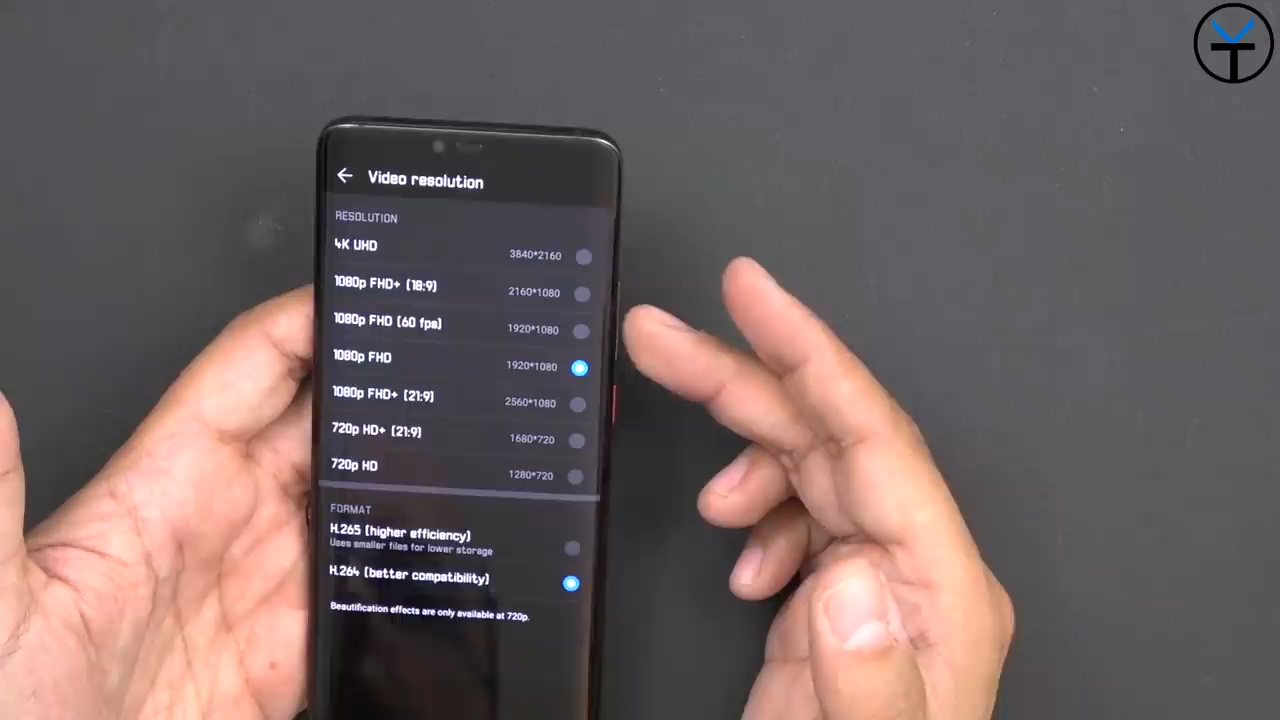 Video resolution
RESOLUTION
4K UHD 3840*2160
1080p FHD+ (18:9) 2160*1080
1080p FHD (60 fps) 1920*1080
1080p FHD 1920*1080
1080p FHD+ (21:9) 2560*1080
720p HD+ (21:9) 1680*720
720p HD 1280*720
FORMAT
H.265 (higher efficiency)
Uses smaller files for lower storage
H.264 (better compatibility)
Beautification effects are only available at 720p.
YT